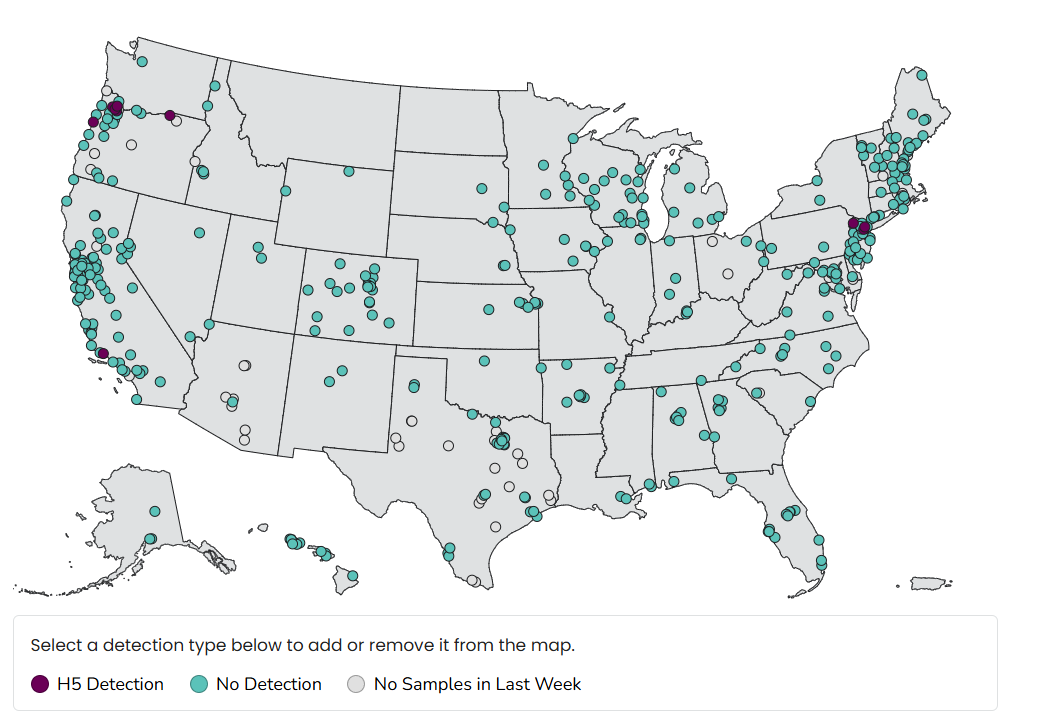 Select a detection type below to add or remove it from the map.
H5 Detection No Detection No Samples in Last Week